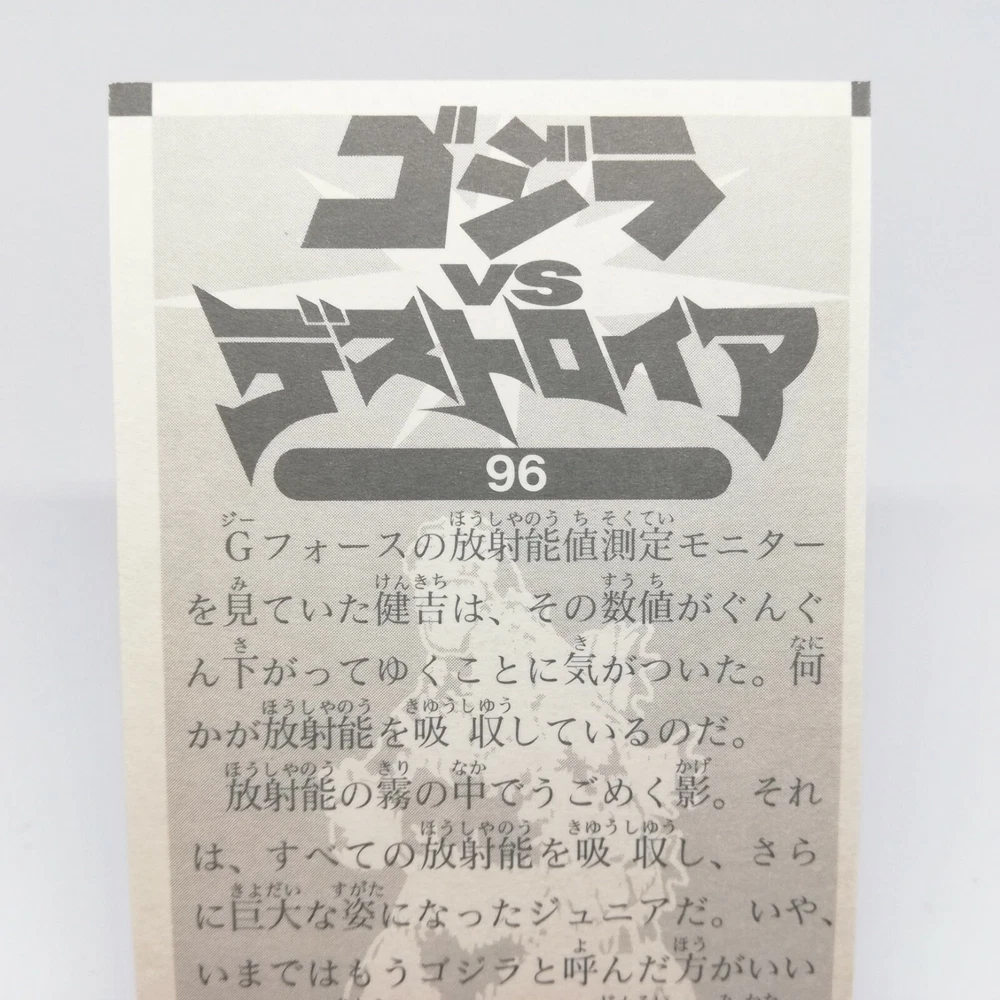 ゴジラ
VS
デストロイア
96
Gフォースの放射能値測定モニター
を見ていた健吉は、その数値がぐんぐ
ん下がってゆくことに気がついた。何
かが放射能を吸収しているのだ。
放射能の霧の中でうごめく影。それ
は、すべての放射能を吸収し、さら
に巨大な姿になったジュニアだ。いや、
いまではもうゴジラと呼んだ方がいい